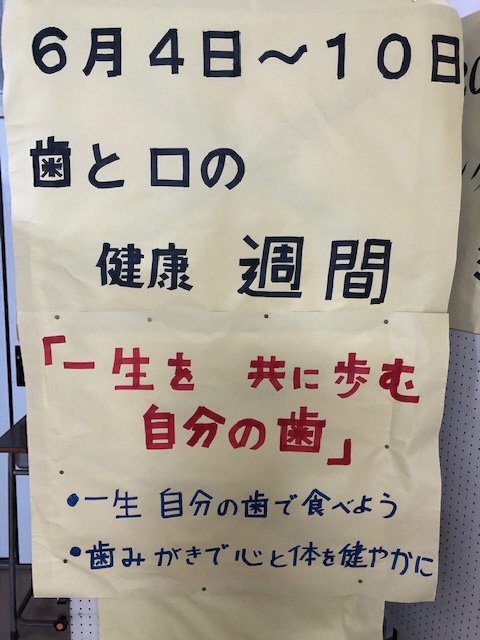 ６月４日～１０日
歯と口の
健康 週間
「一生を 共に歩む
自分の歯」
•一生 自分の歯で食べよう
•歯みがきで心と体を健やかに